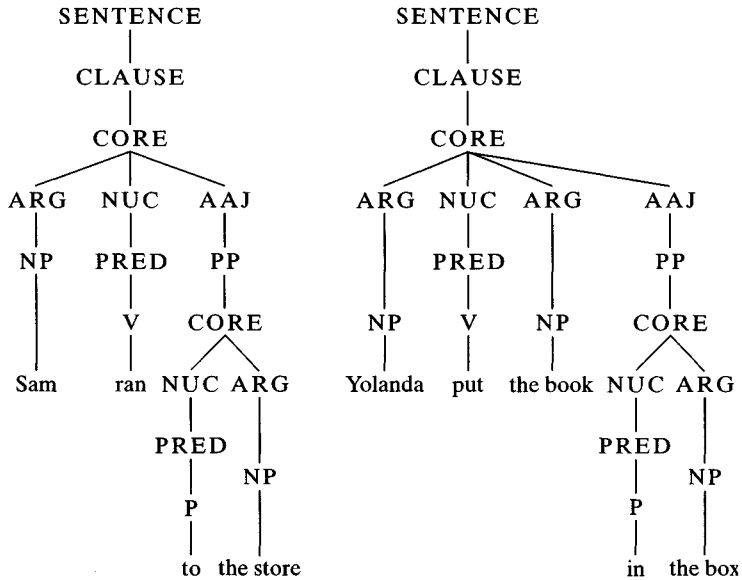 SENTENCE SENTENCE
CLAUSE CLAUSE
CORE CORE
ARG NUC AAJ ARG NUC ARG AAJ
NP PRED PP PRED PP
V CORE NP V NP CORE
Sam ran NUC ARG Yolanda put the book NUC ARG
PRED PRED
NP NP
P P
to the store in the box